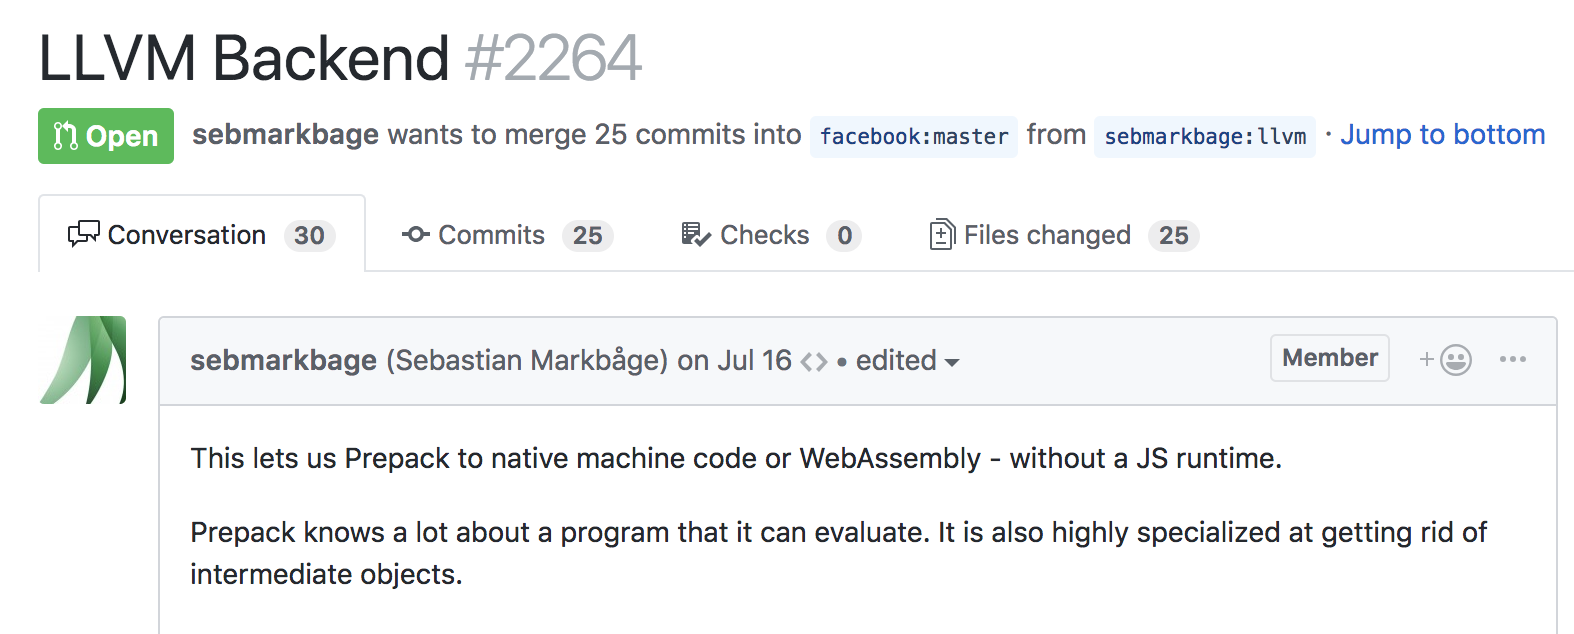 LLVM Backend #2264
Open sebmarkbage wants to merge 25 commits into facebook:master from sebmarkbage:llvm · Jump to bottom
Conversation 30 Commits 25 Checks 0 Files changed 25
sebmarkbage (Sebastian Markbåge) on Jul 16 <> • edited Member +
This lets us Prepack to native machine code or WebAssembly - without a JS runtime.
Prepack knows a lot about a program that it can evaluate. It is also highly specialized at getting rid of
intermediate objects.